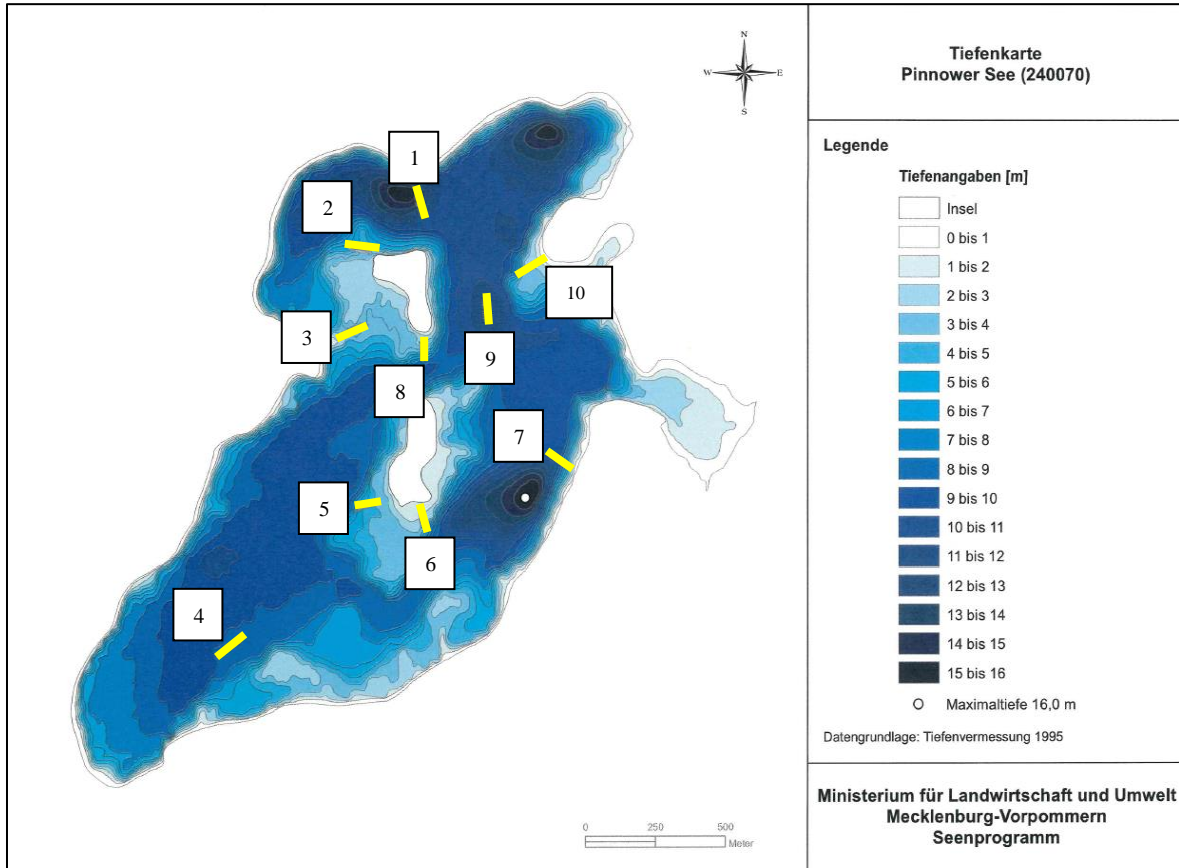 N
W
E
S
1
2
3
10
9
8
7
5
6
4
0
250
500
Meter
Tiefenkarte
Pinnower See (240070)
Legende
Tiefenangaben [m]
Insel
0 bis 1
1 bis 2
2 bis 3
3 bis 4
4 bis 5
5 bis 6
6 bis 7
7 bis 8
8 bis 9
9 bis 10
10 bis 11
11 bis 12
12 bis 13
13 bis 14
14 bis 15
15 bis 16
Maximaltiefe 16,0 m
Datengrundlage: Tiefenvermessung 1995
Ministerium für Landwirtschaft und Umwelt
Mecklenburg-Vorpommern
Seenprogramm